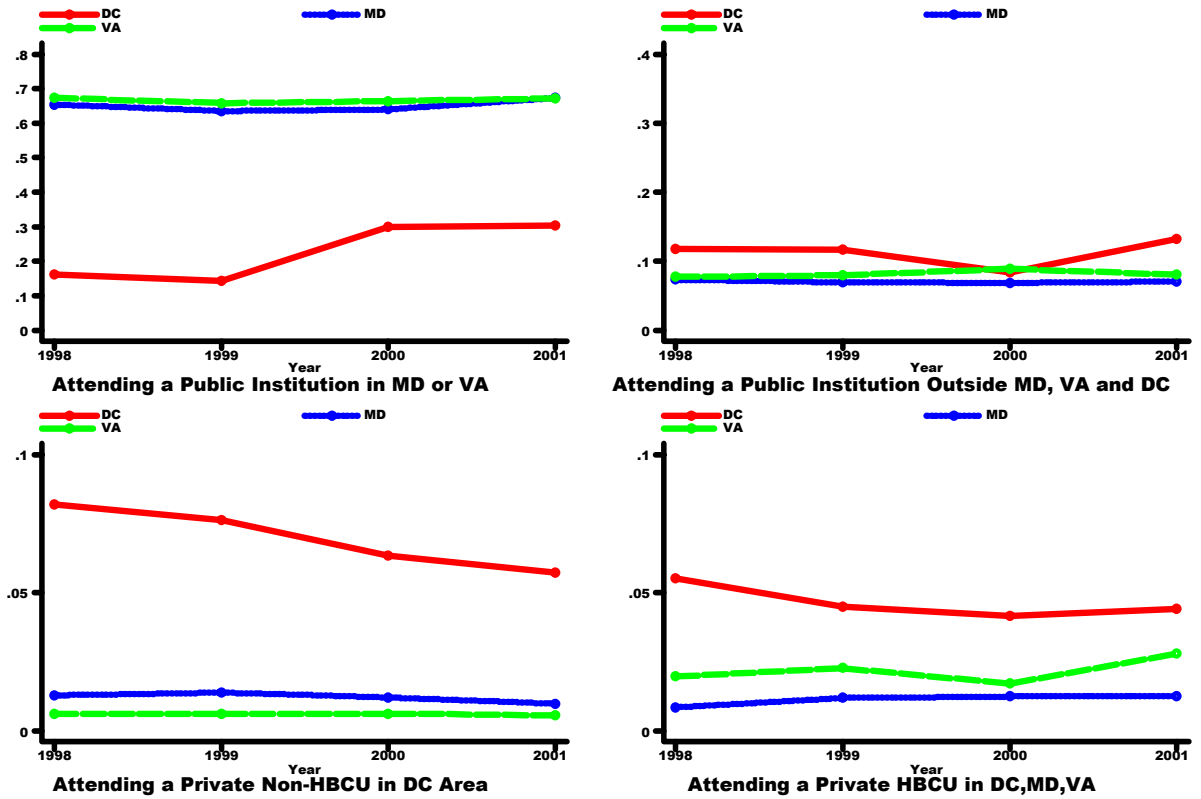 DC
MD
VA
.8
.7
.6
.5
.4
.3
.2
.1
0
1998
1999
2000
2001
Year
Attending a Public Institution in MD or VA
DC
MD
VA
.4
.3
.2
.1
0
1998
1999
2000
2001
Year
Attending a Public Institution Outside MD, VA and DC
DC
MD
VA
.1
.05
0
1998
1999
2000
2001
Year
Attending a Private Non-HBCU in DC Area
DC
MD
VA
.1
.05
0
1998
1999
2000
2001
Year
Attending a Private HBCU in DC,MD,VA